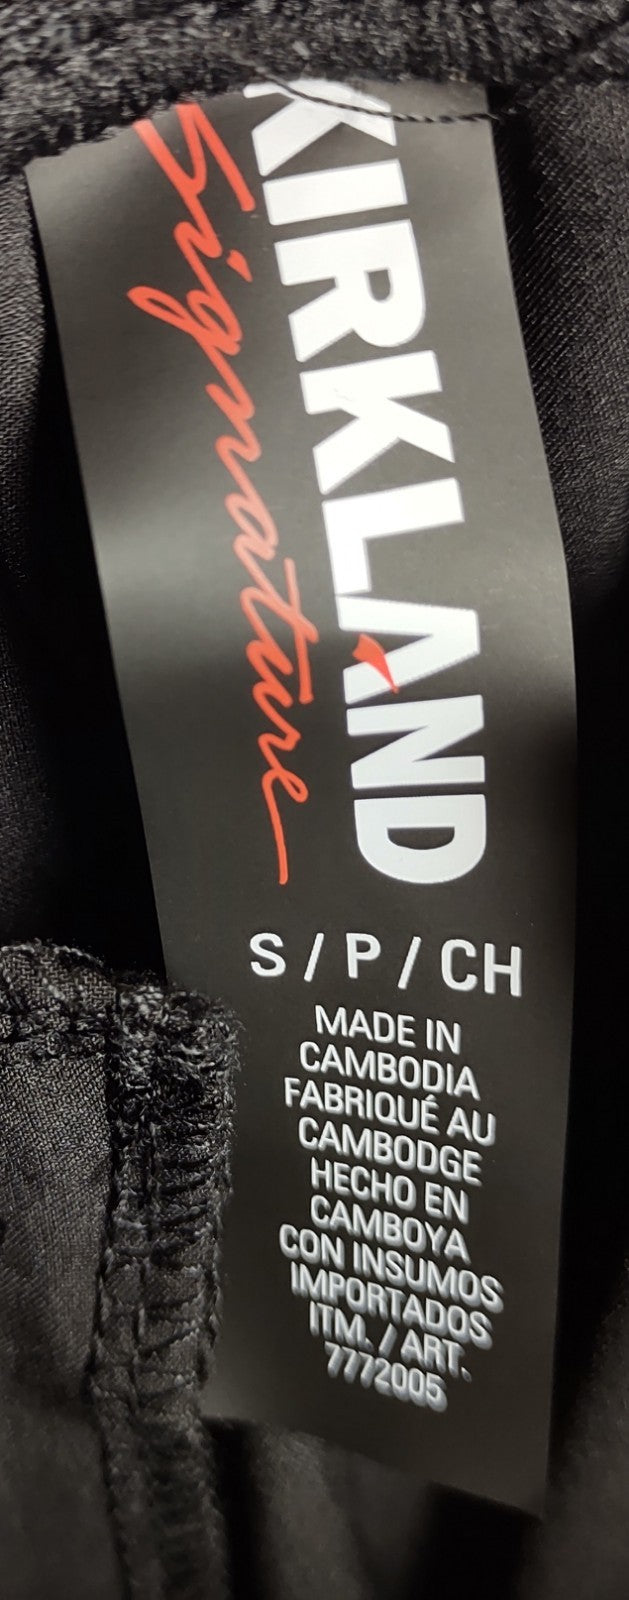 KIRKLAND
Signature
S / P / CH
MADE IN
CAMBODIA
FABRIQUÉ AU
CAMBODGE
HECHO EN
CAMBOYA
CON INSUMOS
IMPORTADOS
ITM. / ART.
7772005